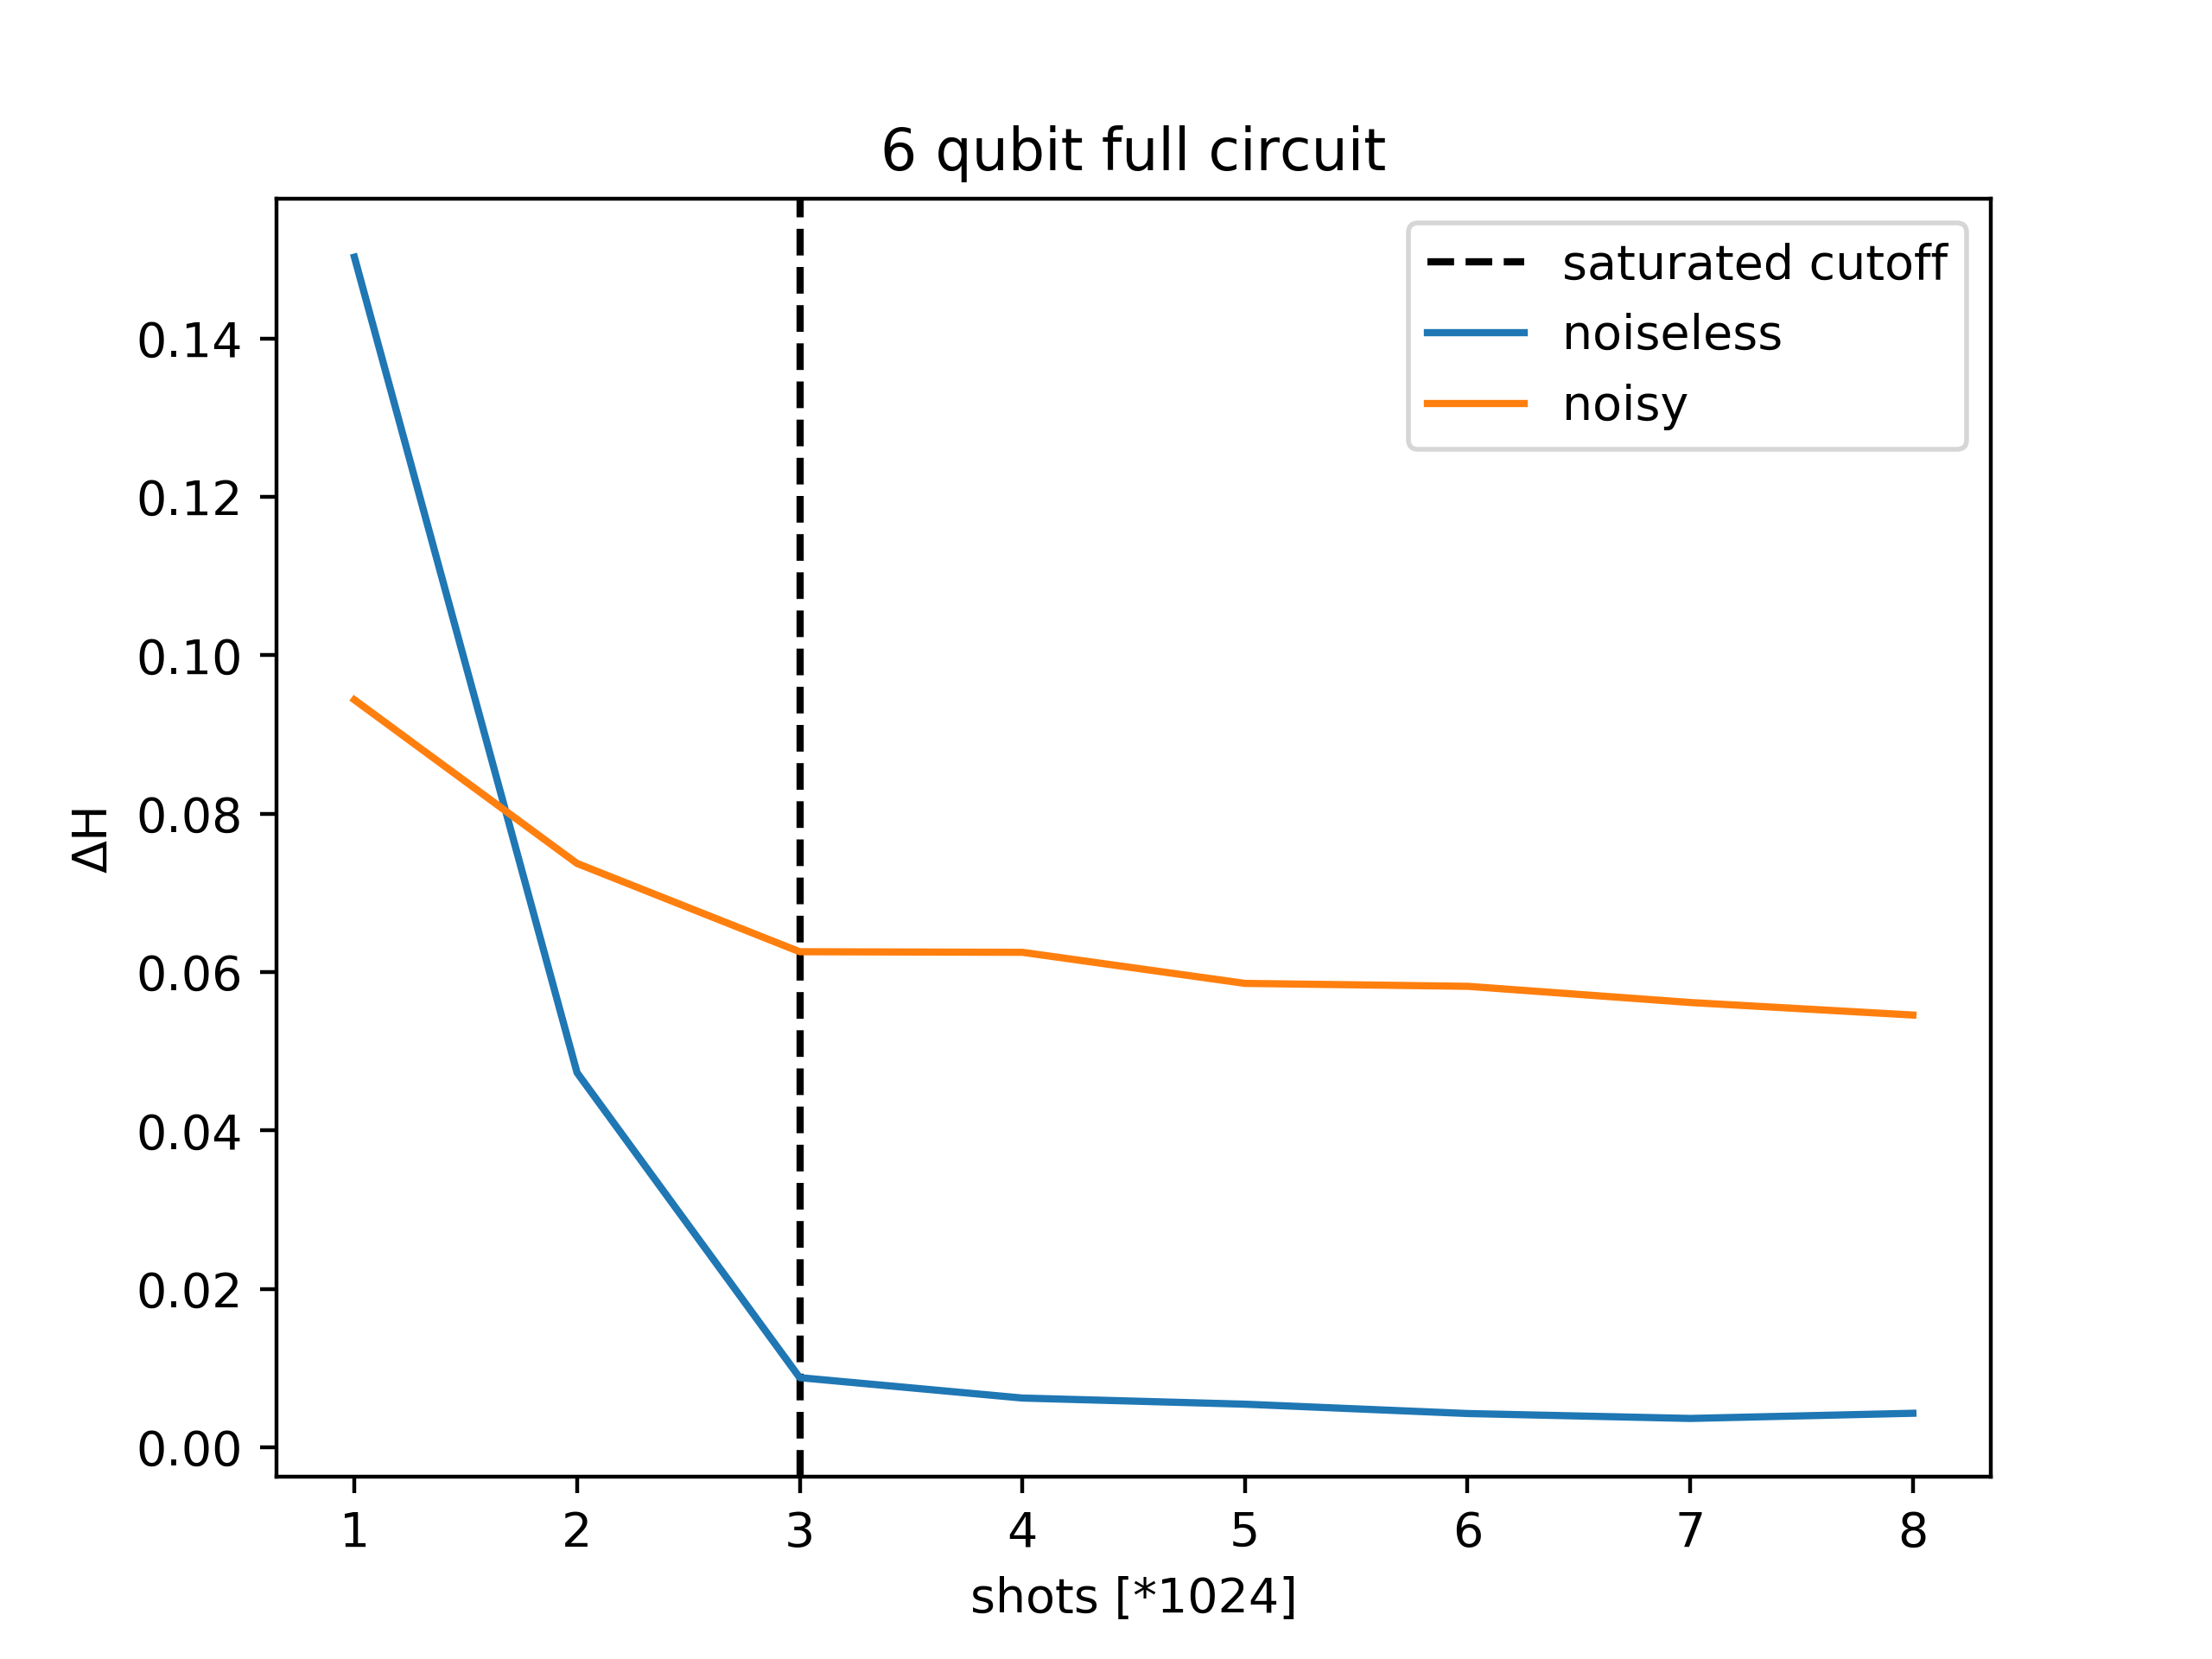 6 qubit full circuit
saturated cutoff
noiseless
noisy
ΔH
0.14
0.12
0.10
0.08
0.06
0.04
0.02
0.00
1 2 3 4 5 6 7 8
shots [*1024]